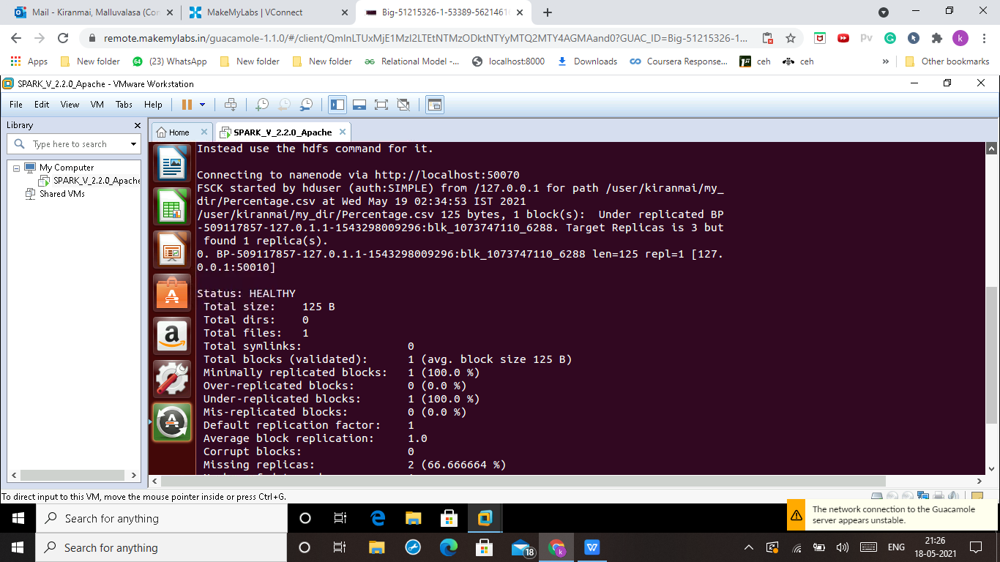 Mail - Kiranmai, Malluvalasa (Con
MakeMyLabs | VConnect
Big-51215326-1-53389-5621461
remote.makemylabs.in/guacamole-1.1.0/#/client/QmlnLTUxMjE1MzI2LTEtNTMzODktNTYyMTQ2MTY4AGMAand0?GUAC_ID=Big-51215326-1...
Apps
New folder
(23) WhatsApp
New folder
New folder
Relational Model -...
localhost:8000
Downloads
Coursera Response...
ceh
ceh
»
Other bookmarks
SPARK_V_2.2.0_Apache - VMware Workstation
File Edit View VM Tabs Help
Library
Home
SPARK_V_2.2.0_Apache
Type here to search
My Computer
SPARK_V_2.2.0_Apache
Shared VMs
Instead use the hdfs command for it.
Connecting to namenode via http://localhost:50070
FSCK started by hduser (auth:SIMPLE) from /127.0.0.1 for path /user/kiranmai/my_
dir/Percentage.csv at Wed May 19 02:34:53 IST 2021
/user/kiranmai/my_dir/Percentage.csv 125 bytes, 1 block(s):  Under replicated BP
-509117857-127.0.1.1-1543298009296:blk_1073747110_6288. Target Replicas is 3 but
 found 1 replica(s).
0. BP-509117857-127.0.1.1-1543298009296:blk_1073747110_6288 len=125 repl=1 [127.
0.0.1:50010]
Status: HEALTHY
 Total size:    125 B
 Total dirs:    0
 Total files:   1
 Total symlinks:                0
 Total blocks (validated):      1 (avg. block size 125 B)
 Minimally replicated blocks:   1 (100.0 %)
 Over-replicated blocks:        0 (0.0 %)
 Under-replicated blocks:       1 (100.0 %)
 Mis-replicated blocks:         0 (0.0 %)
 Default replication factor:    1
 Average block replication:     1.0
 Corrupt blocks:                0
 Missing replicas:              2 (66.666664 %)
To direct input to this VM, move the mouse pointer inside or press Ctrl+G.
Search for anything
The network connection to the Guacamole
server appears unstable.
Search for anything
18
ENG
21:26
18-05-2021